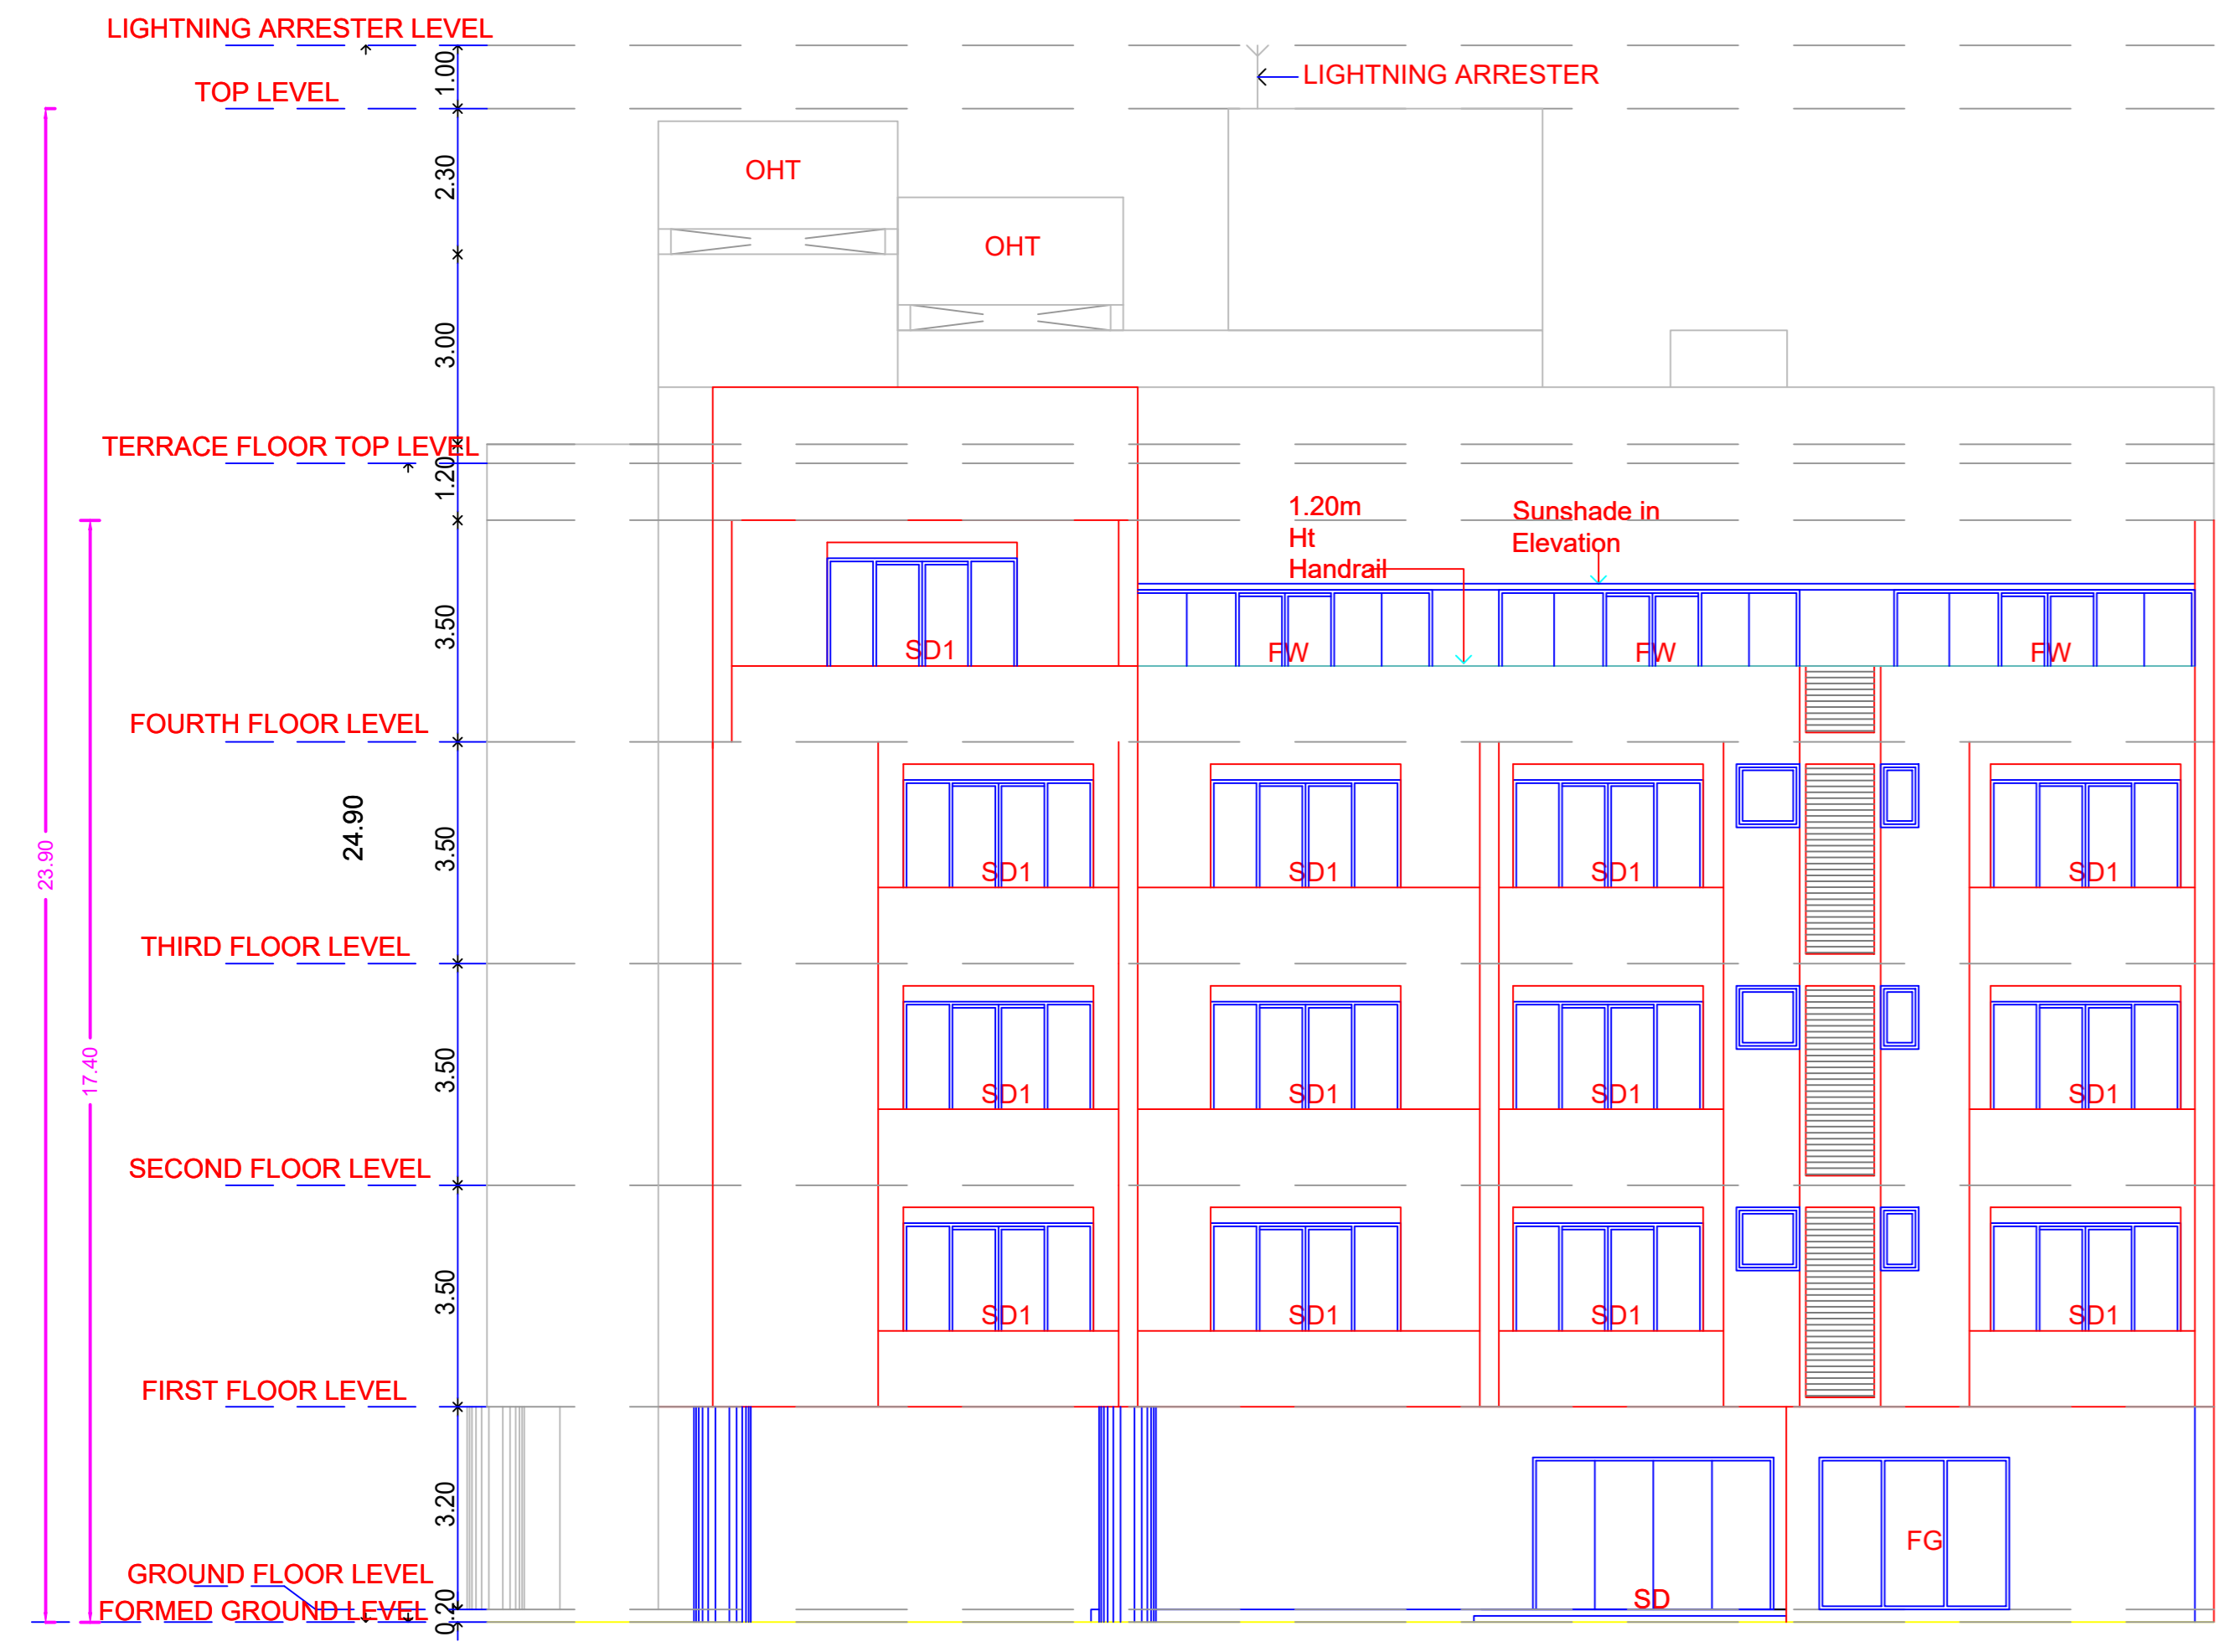 LIGHTNING ARRESTER LEVEL
1.00
LIGHTNING ARRESTER
TOP LEVEL
2.30
OHT
OHT
3.00
TERRACE FLOOR TOP LEVEL
1.20
1.20m
Ht
Handrail
Sunshade in
Elevation
3.50
SD1
FW
FW
FW
FOURTH FLOOR LEVEL
24.90
23.90
3.50
SD1
SD1
SD1
SD1
THIRD FLOOR LEVEL
17.40
3.50
SD1
SD1
SD1
SD1
SECOND FLOOR LEVEL
3.50
SD1
SD1
SD1
SD1
FIRST FLOOR LEVEL
3.20
FG
GROUND FLOOR LEVEL
SD
FORMED GROUND LEVEL
0.20